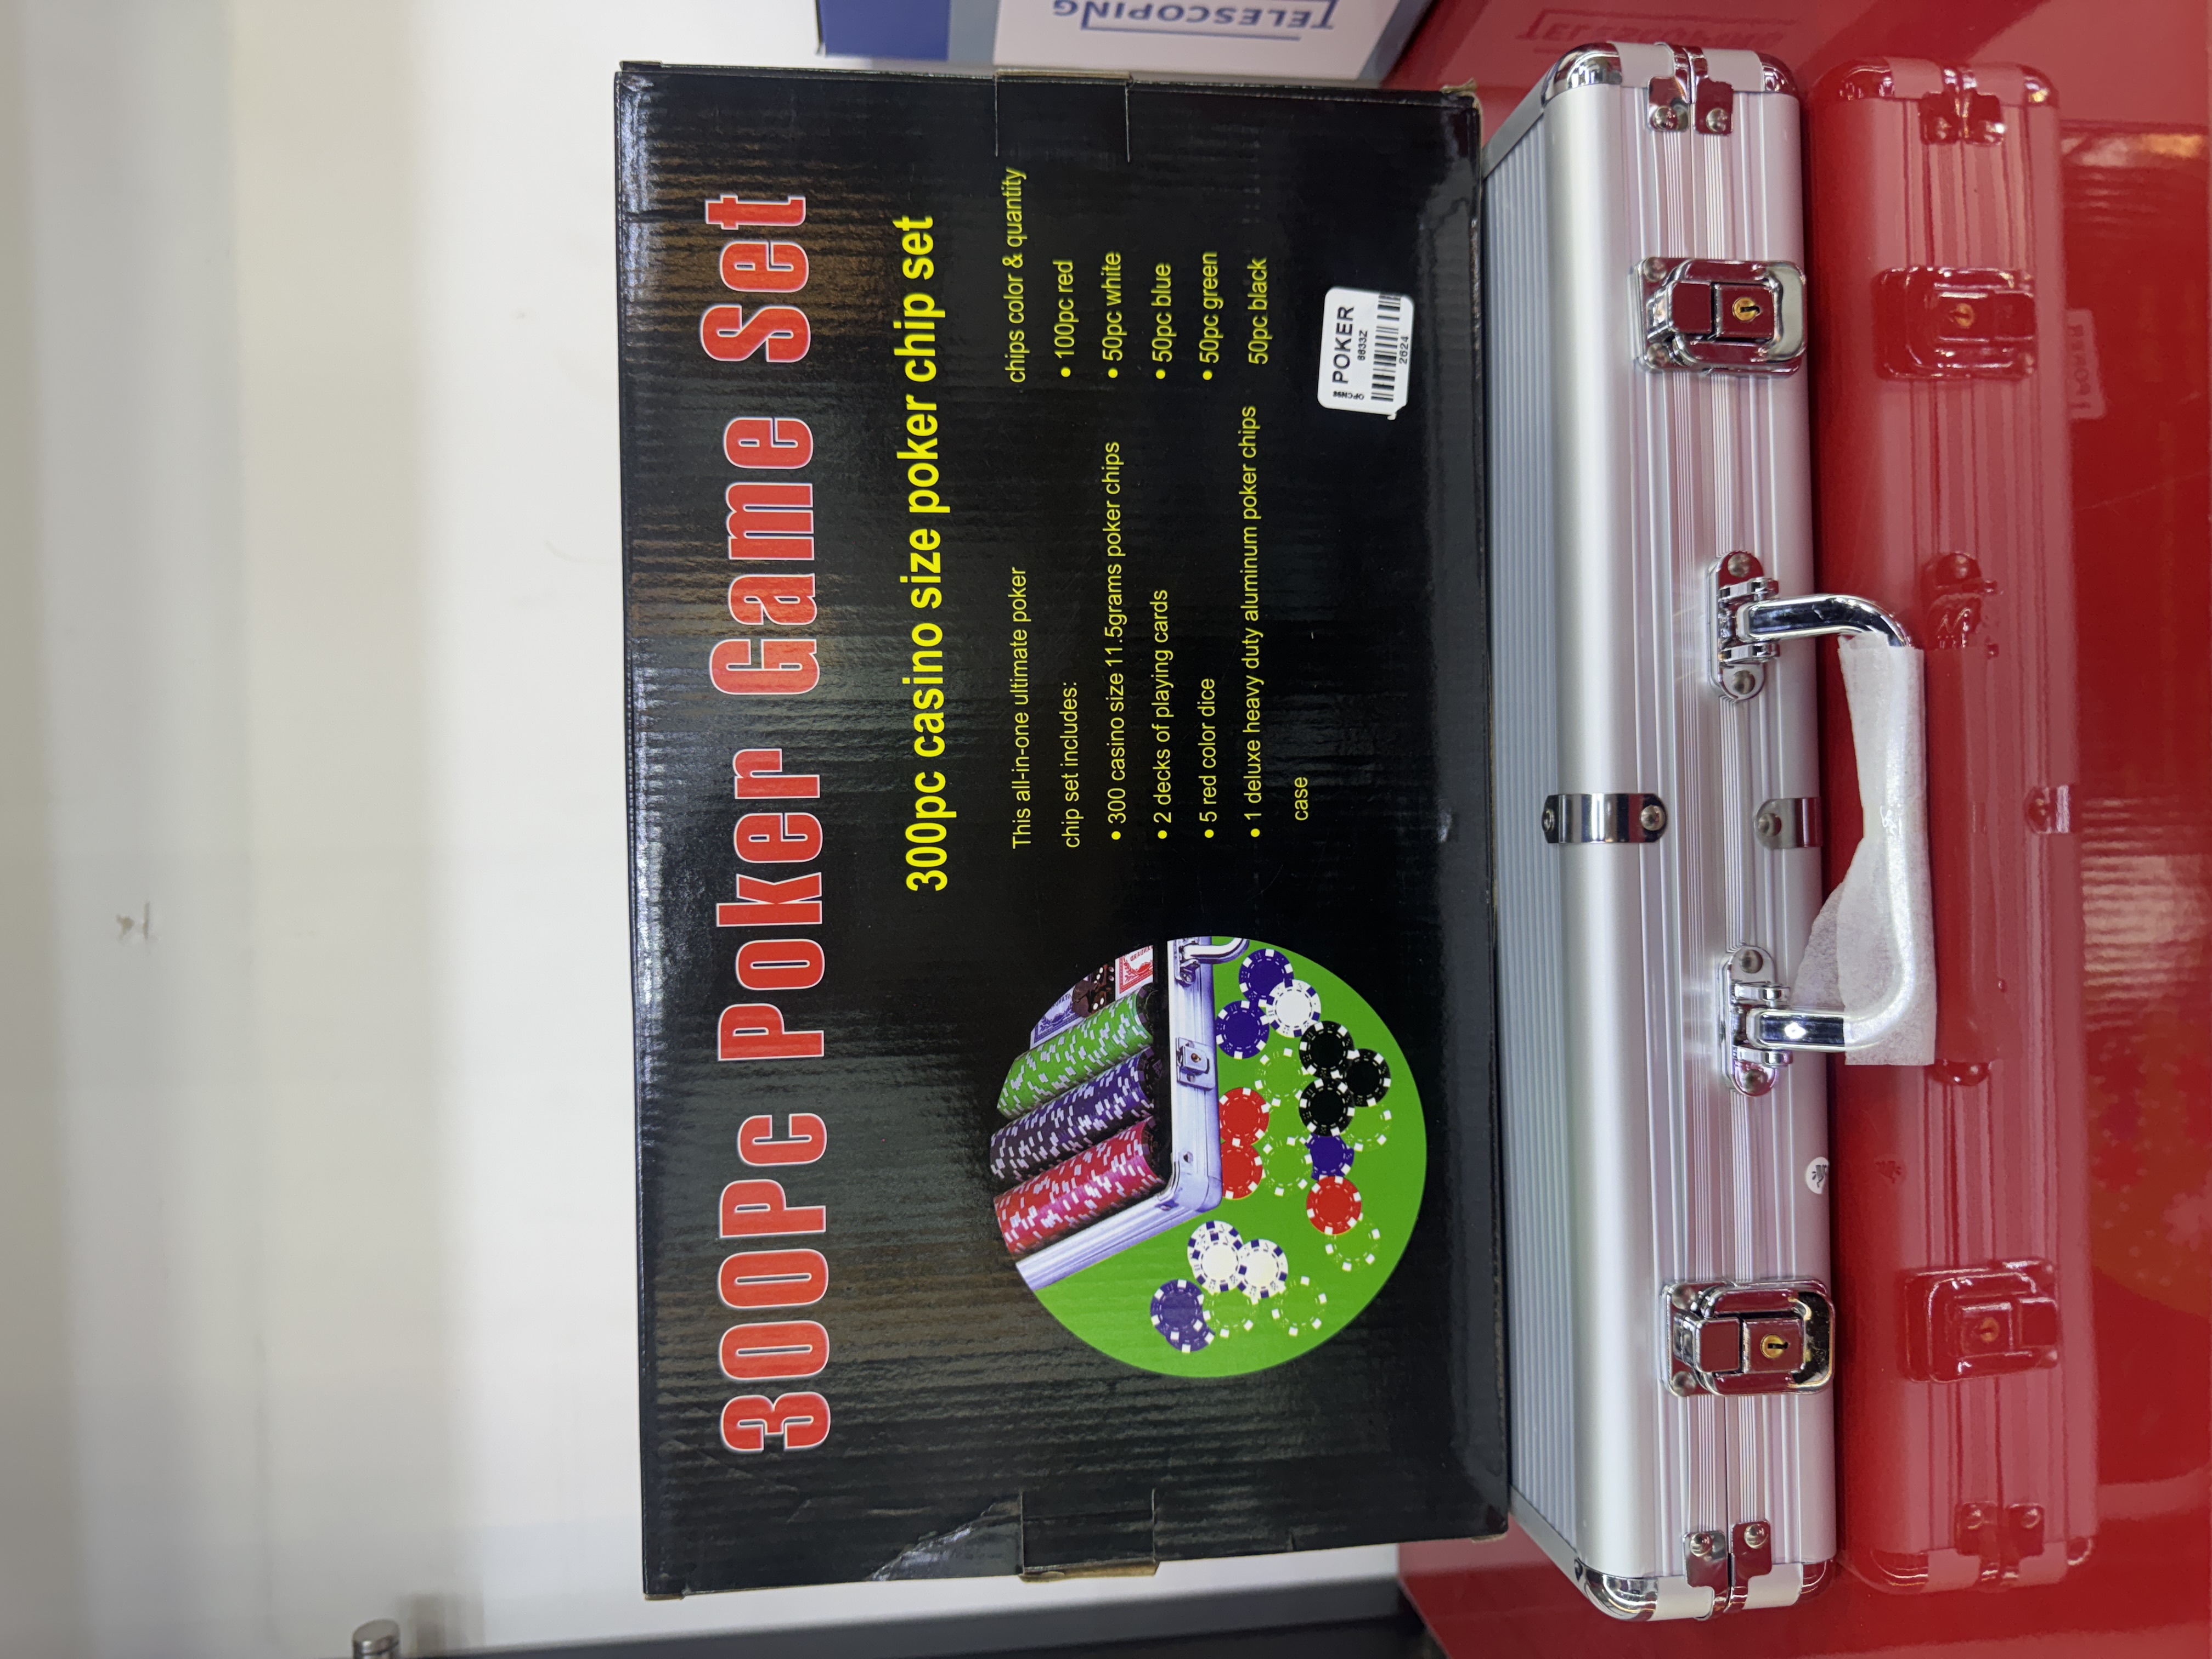 TELESCOPING
300Pc Poker Game Set
300pc casino size poker chip set
This all-in-one ultimate poker
chip set includes:
• 300 casino size 11.5grams poker chips
• 2 decks of playing cards
• 5 red color dice
• 1 deluxe heavy duty aluminum poker chips
case
chips color & quantity
• 100pc red
• 50pc white
• 50pc blue
• 50pc green
50pc black
POKER
2624